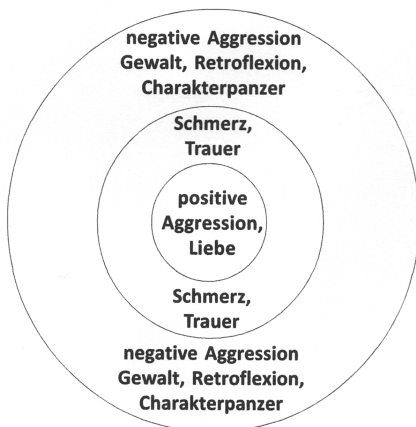 negative Aggression
Gewalt, Retroflexion,
Charakterpanzer
Schmerz,
Trauer
positive
Aggression,
Liebe
Schmerz,
Trauer
negative Aggression
Gewalt, Retroflexion,
Charakterpanzer